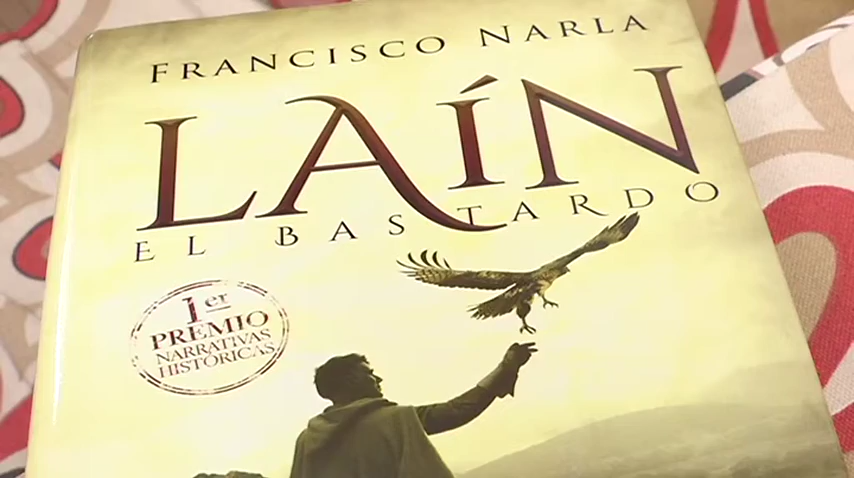 FRANCISCO NARLA
LAÍN
EL BASTARDO
1er
PREMIO
NARRATIVAS
HISTÓRICAS